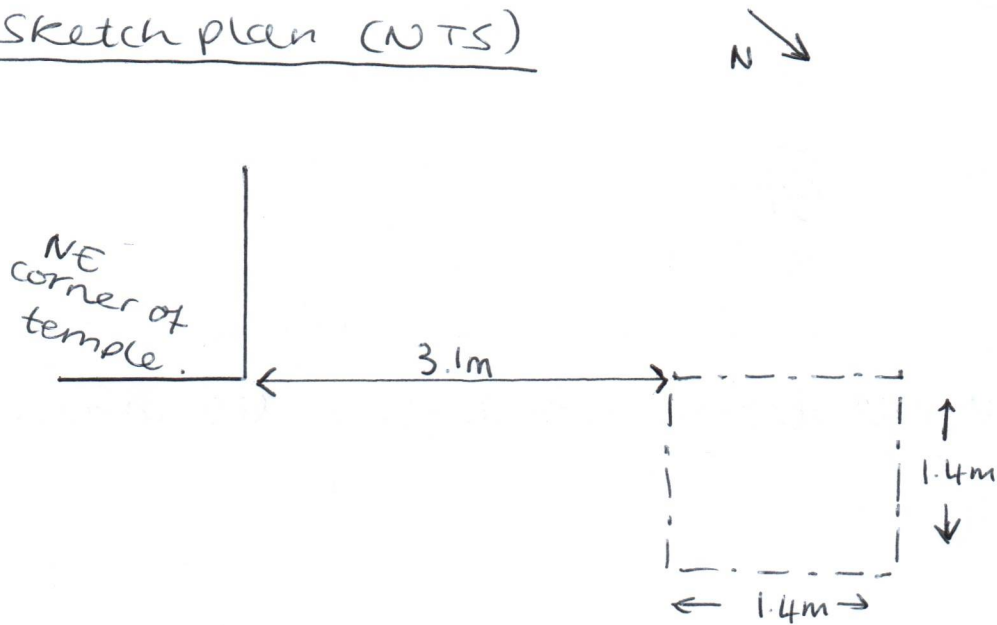 Sketch plan (NTS)
N
NE
corner of
temple.
3.1m
1.4m
1.4m